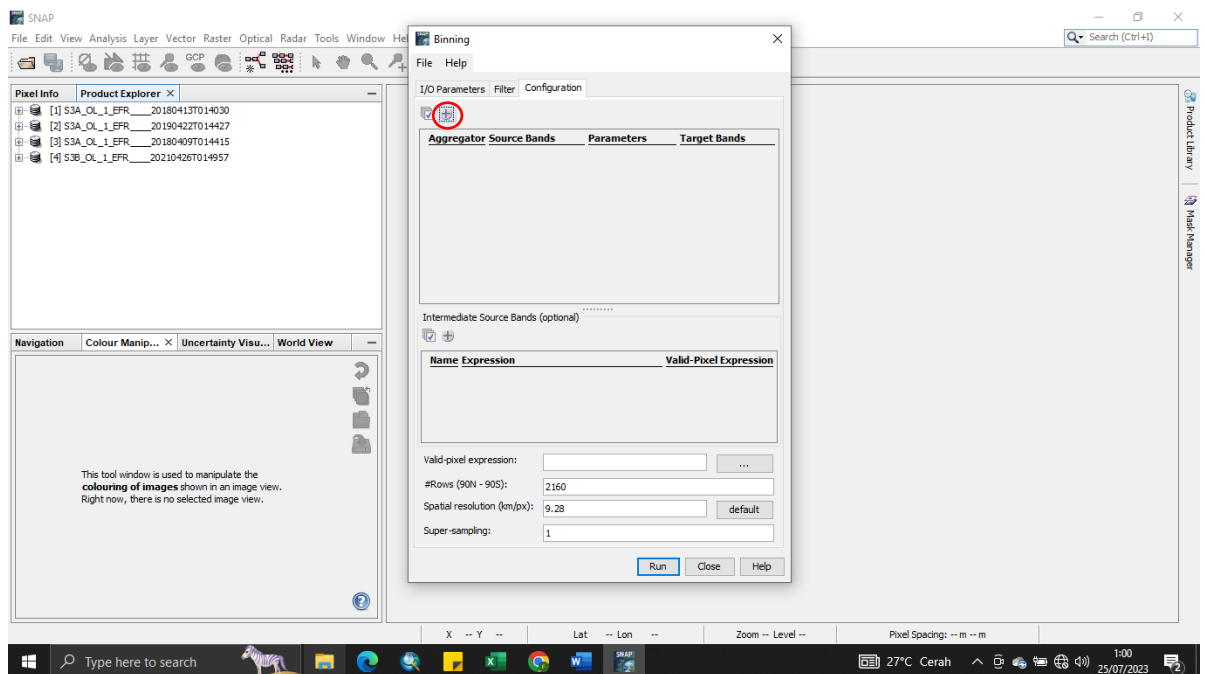 SNAP
File Edit View Analysis Layer Vector Raster Optical Radar Tools Window Hel
Search (Ctrl+I)
GCP
Pixel Info Product Explorer
[1] S3A_OL_1_EFR____20180413T014030
[2] S3A_OL_1_EFR____20190422T014427
[3] S3A_OL_1_EFR____20180409T014415
[4] S3B_OL_1_EFR____20210426T014957
Navigation Colour Manip... Uncertainty Visu... World View
This tool window is used to manipulate the
colouring of images shown in an image view.
Right now, there is no selected image view.
Binning
File Help
I/O Parameters Filter Configuration
Aggregator Source Bands Parameters Target Bands
Intermediate Source Bands (optional)
Name Expression Valid-Pixel Expression
Valid-pixel expression: ...
#Rows (90N - 90S): 2160
Spatial resolution (km/px): 9.28 default
Super-sampling: 1
Run Close Help
Product Library
Mask Manager
X -- Y -- Lat -- Lon -- Zoom -- Level -- Pixel Spacing: -- m -- m
Type here to search
SNAP
27°C Cerah
1:00
25/07/2023
2